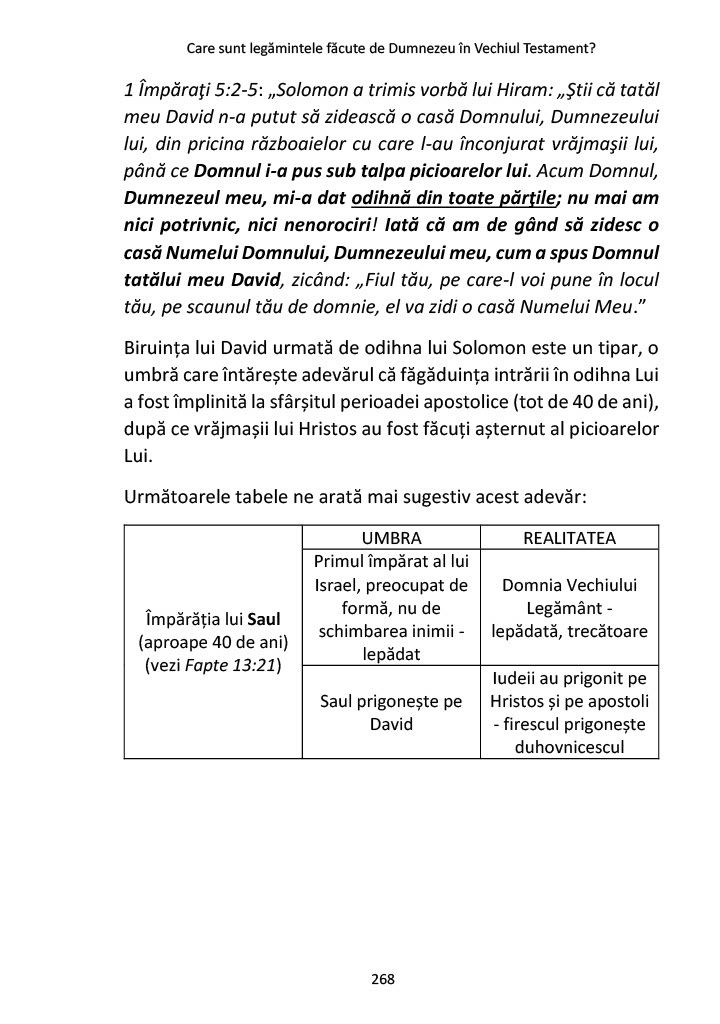 Care sunt legămintele făcute de Dumnezeu în Vechiul Testament?
1 Împăraţi 5:2-5: „Solomon a trimis vorbă lui Hiram: „Ştii că tatăl
meu David n-a putut să zidească o casă Domnului, Dumnezeului
lui, din pricina războaielor cu care l-au înconjurat vrăjmaşii lui,
până ce Domnul i-a pus sub talpa picioarelor lui. Acum Domnul,
Dumnezeul meu, mi-a dat odihnă din toate părţile; nu mai am
nici potrivnic, nici nenorociri! Iată că am de gând să zidesc o
casă Numelui Domnului, Dumnezeului meu, cum a spus Domnul
tatălui meu David, zicând: „Fiul tău, pe care-l voi pune în locul
tău, pe scaunul tău de domnie, el va zidi o casă Numelui Meu.”
Biruința lui David urmată de odihna lui Solomon este un tipar, o
umbră care întărește adevărul că făgăduința intrării în odihna Lui
a fost împlinită la sfârșitul perioadei apostolice (tot de 40 de ani),
după ce vrăjmașii lui Hristos au fost făcuți așternut al picioarelor
Lui.
Următoarele tabele ne arată mai sugestiv acest adevăr:
UMBRA
REALITATEA
Împărăția lui Saul
(aproape 40 de ani)
(vezi Fapte 13:21)
Primul împărat al lui
Israel, preocupat de
formă, nu de
schimbarea inimii -
lepădat
Domnia Vechiului
Legământ -
lepădată, trecătoare
Saul prigonește pe
David
Iudeii au prigonit pe
Hristos și pe apostoli
- firescul prigonește
duhovnicescul
268